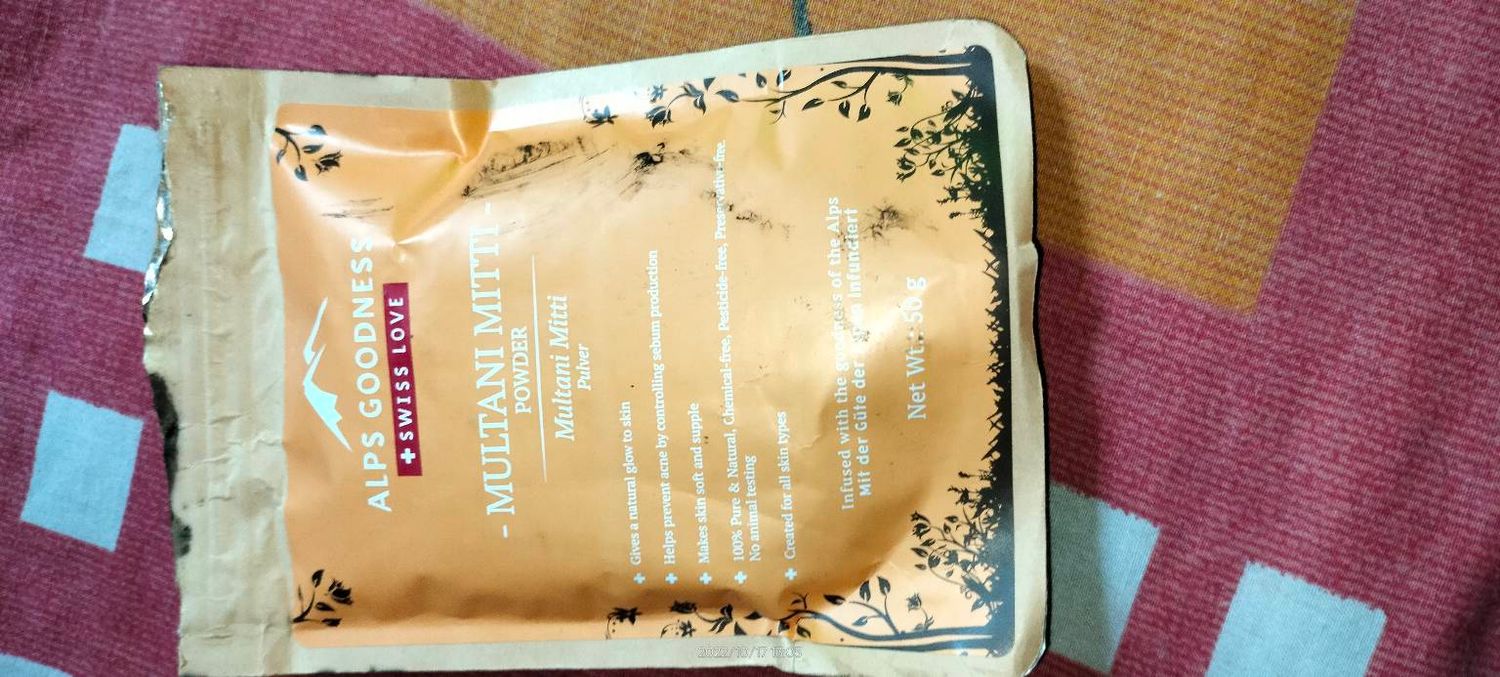 ALPS GOODNESS
+ SWISS LOVE
- MULTANI MITTI -
POWDER
Multani Mitti
Pulver
+ Gives a natural glow to skin
+ Helps prevent acne by controlling sebum production
+ Makes skin soft and supple
+ 100% Pure & Natural, Chemical-free, Pesticide-free, Preservative-free,
No animal testing
+ Created for all skin types
Infused with the goodness of the Alps
Mit der Güte der infundiert
Net Wt.: 50 g